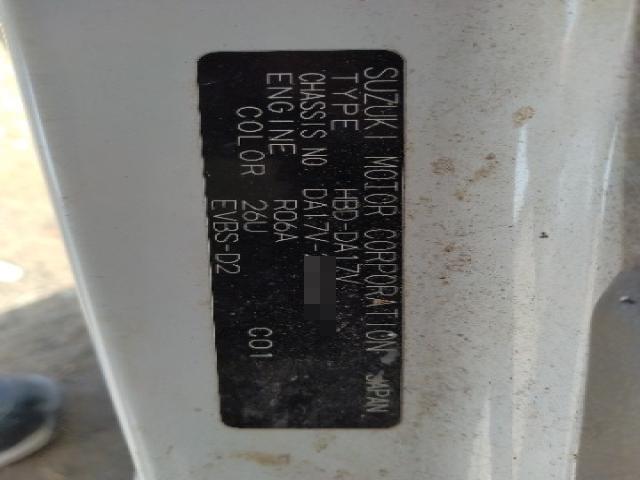 SUZUKI MOTOR CORPORATION JAPAN
TYPE HBD-DA17V
CHASSIS NO. DA17V-
ENGINE R06A
COLOR 26U C01
EVBS-D2